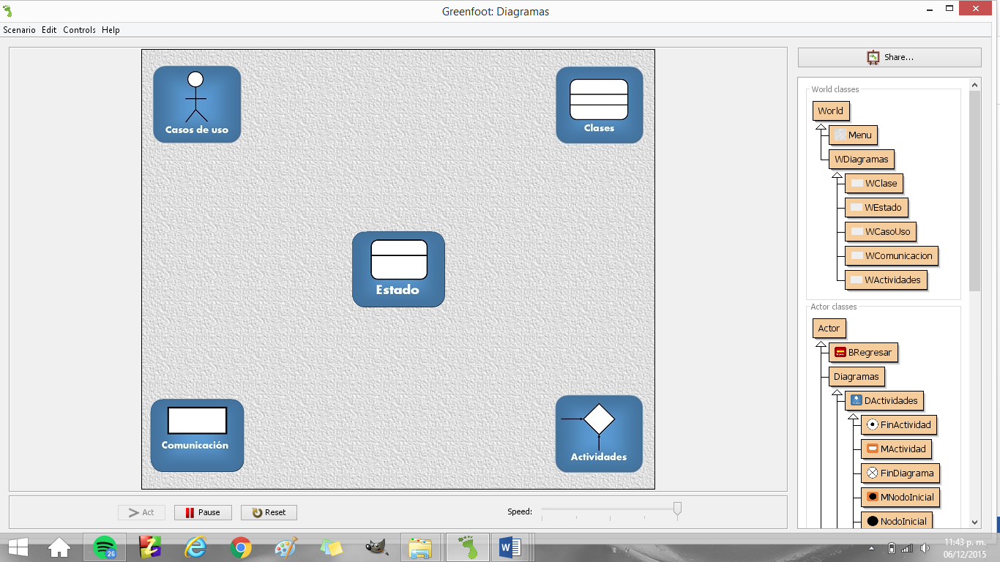 Greenfoot: Diagramas
Scenario Edit Controls Help
Casos de uso
Clases
Estado
Comunicación
Actividades
Act
Pause
Reset
Speed:
Share...
World classes
World
Menu
WDiagramas
WClase
WEstado
WCasoUso
WComunicacion
WActividades
Actor classes
Actor
BRegresar
Diagramas
DActividades
FinActividad
MActividad
FinDiagrama
MNodoInicial
NodoInicial
26
11:43 p. m.
06/12/2015